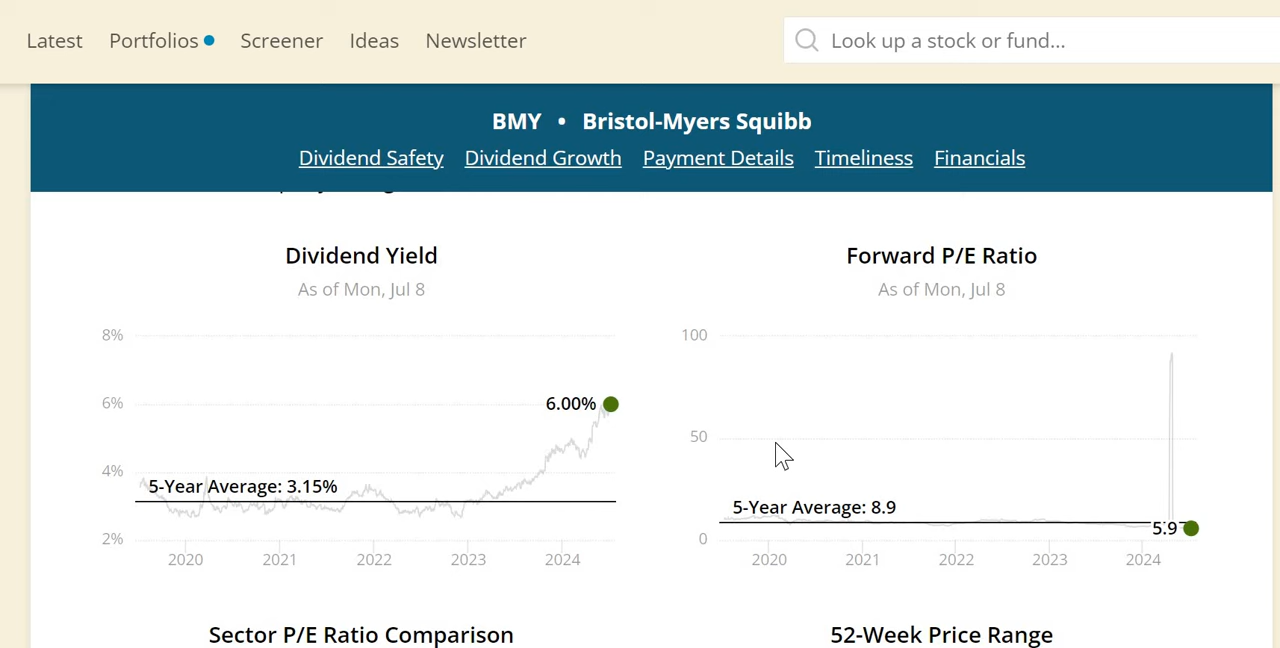 Latest Portfolios Screener Ideas Newsletter
Look up a stock or fund...
BMY • Bristol-Myers Squibb
Dividend Safety Dividend Growth Payment Details Timeliness Financials
Dividend Yield
As of Mon, Jul 8
8%
6%
4%
2%
6.00%
5-Year Average: 3.15%
2020 2021 2022 2023 2024
Forward P/E Ratio
As of Mon, Jul 8
100
50
0
5-Year Average: 8.9
5.9
2020 2021 2022 2023 2024
Sector P/E Ratio Comparison
52-Week Price Range